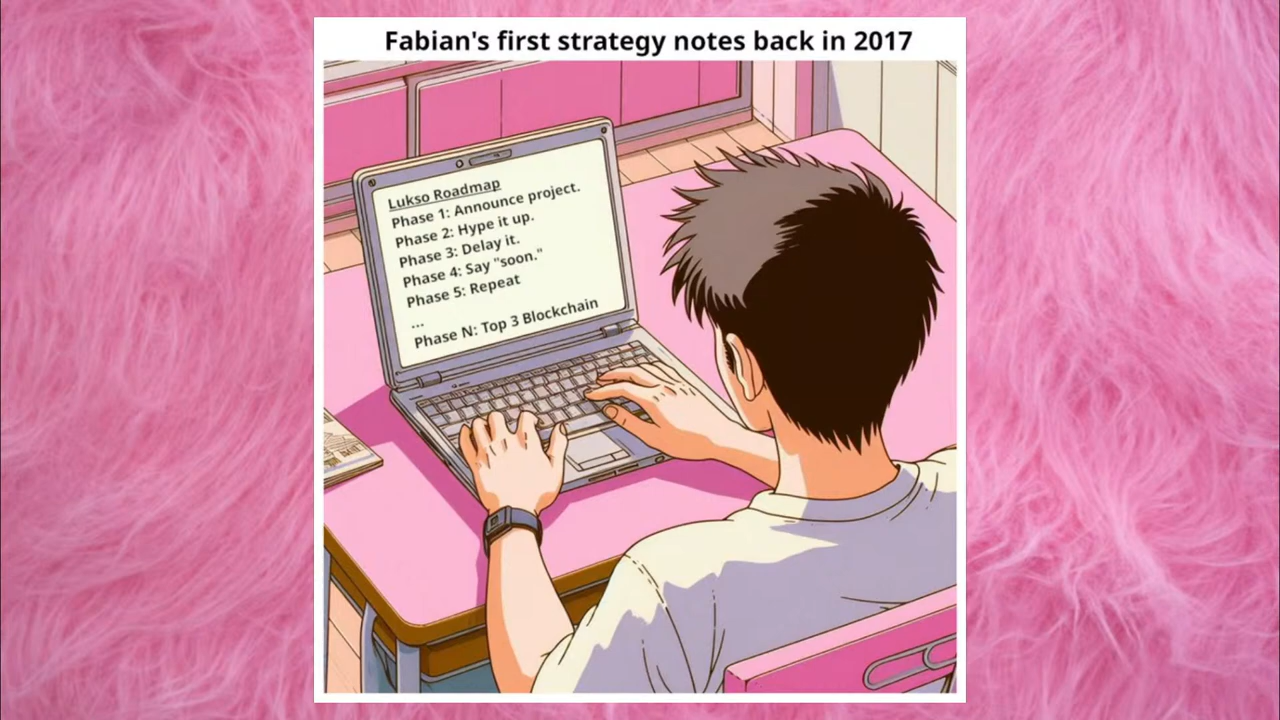 Fabian's first strategy notes back in 2017
Lukso Roadmap
Phase 1: Announce project.
Phase 2: Hype it up.
Phase 3: Delay it.
Phase 4: Say "soon."
Phase 5: Repeat
...
Phase N: Top 3 Blockchain